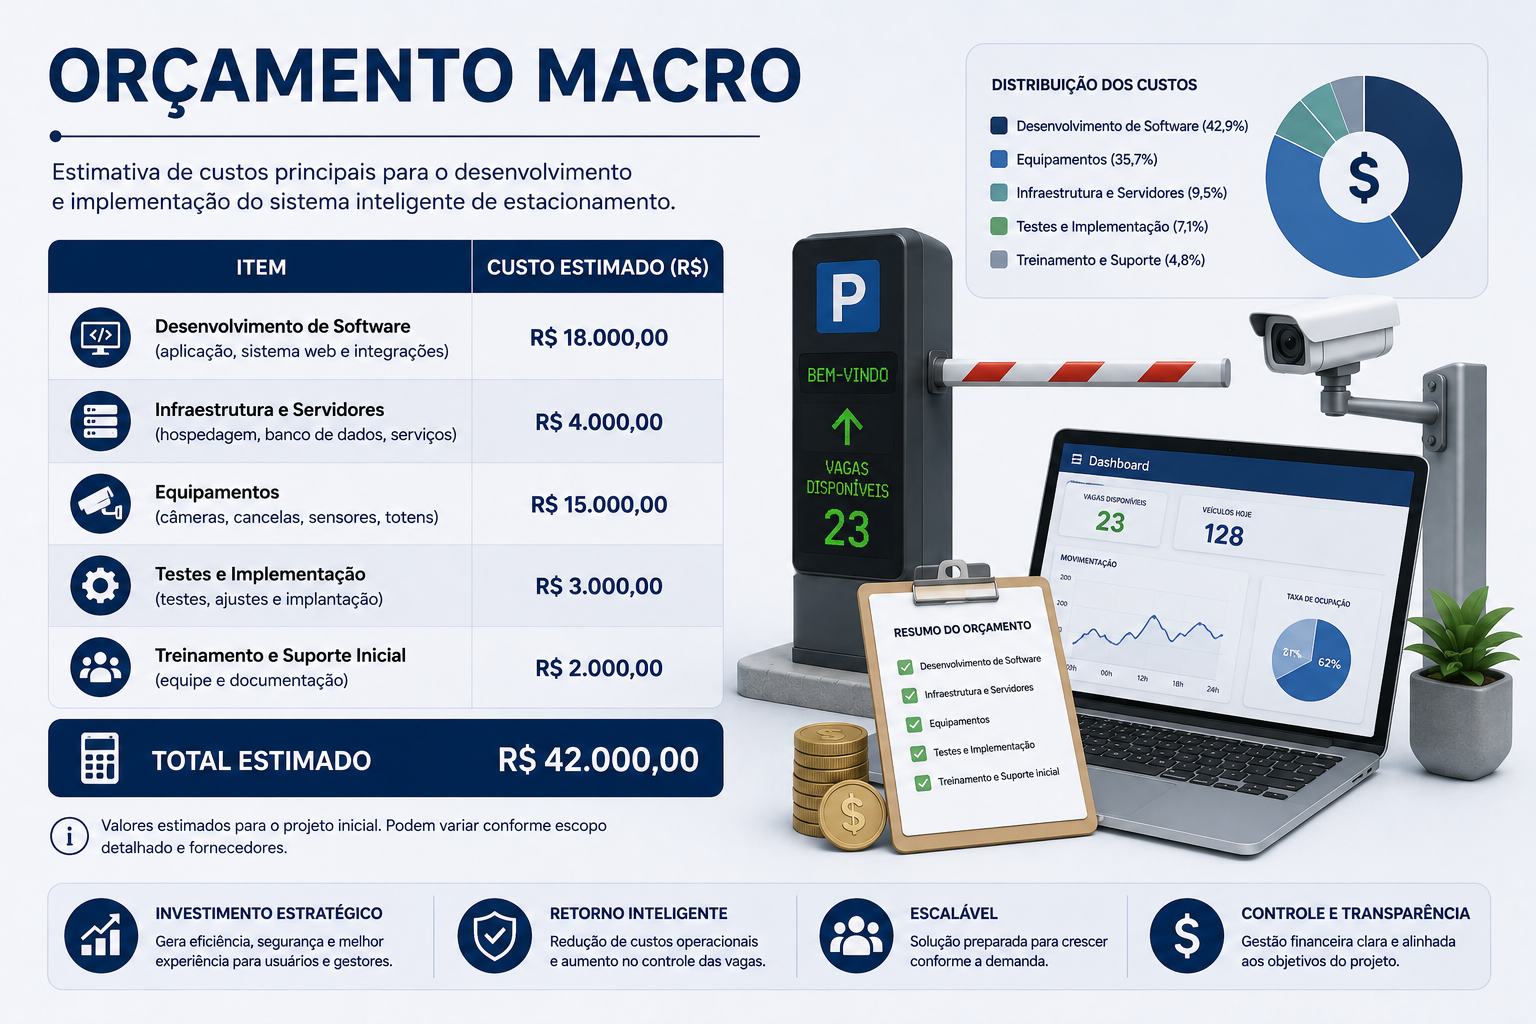 ORÇAMENTO MACRO
Estimativa de custos principais para o desenvolvimento
e implementação do sistema inteligente de estacionamento.
ITEM
CUSTO ESTIMADO (R$)
Desenvolvimento de Software
(aplicação, sistema web e integrações)
R$ 18.000,00
Infraestrutura e Servidores
(hospedagem, banco de dados, serviços)
R$ 4.000,00
Equipamentos
(câmeras, cancelas, sensores, totens)
R$ 15.000,00
Testes e Implementação
(testes, ajustes e implantação)
R$ 3.000,00
Treinamento e Suporte Inicial
(equipe e documentação)
R$ 2.000,00
TOTAL ESTIMADO
R$ 42.000,00
i
Valores estimados para o projeto inicial. Podem variar conforme escopo
detalhado e fornecedores.
DISTRIBUIÇÃO DOS CUSTOS
Desenvolvimento de Software (42,9%)
Equipamentos (35,7%)
Infraestrutura e Servidores (9,5%)
Testes e Implementação (7,1%)
Treinamento e Suporte (4,8%)
$
P
BEM-VINDO
VAGAS
DISPONÍVEIS
23
Dashboard
VAGAS DISPONÍVEIS
23
VEÍCULOS HOJE
128
MOVIMENTAÇÃO
200
200
00h
12h
18h
24h
TAXA DE OCUPAÇÃO
62%
RESUMO DO ORÇAMENTO
Desenvolvimento de Software
Infraestrutura e Servidores
Equipamentos
Testes e Implementação
Treinamento e Suporte inicial
$
INVESTIMENTO ESTRATÉGICO
Gera eficiência, segurança e melhor
experiência para usuários e gestores.
RETORNO INTELIGENTE
Redução de custos operacionais
e aumento no controle das vagas.
ESCALÁVEL
Solução preparada para crescer
conforme a demanda.
$
CONTROLE E TRANSPARÊNCIA
Gestão financeira clara e alinhada
aos objetivos do projeto.